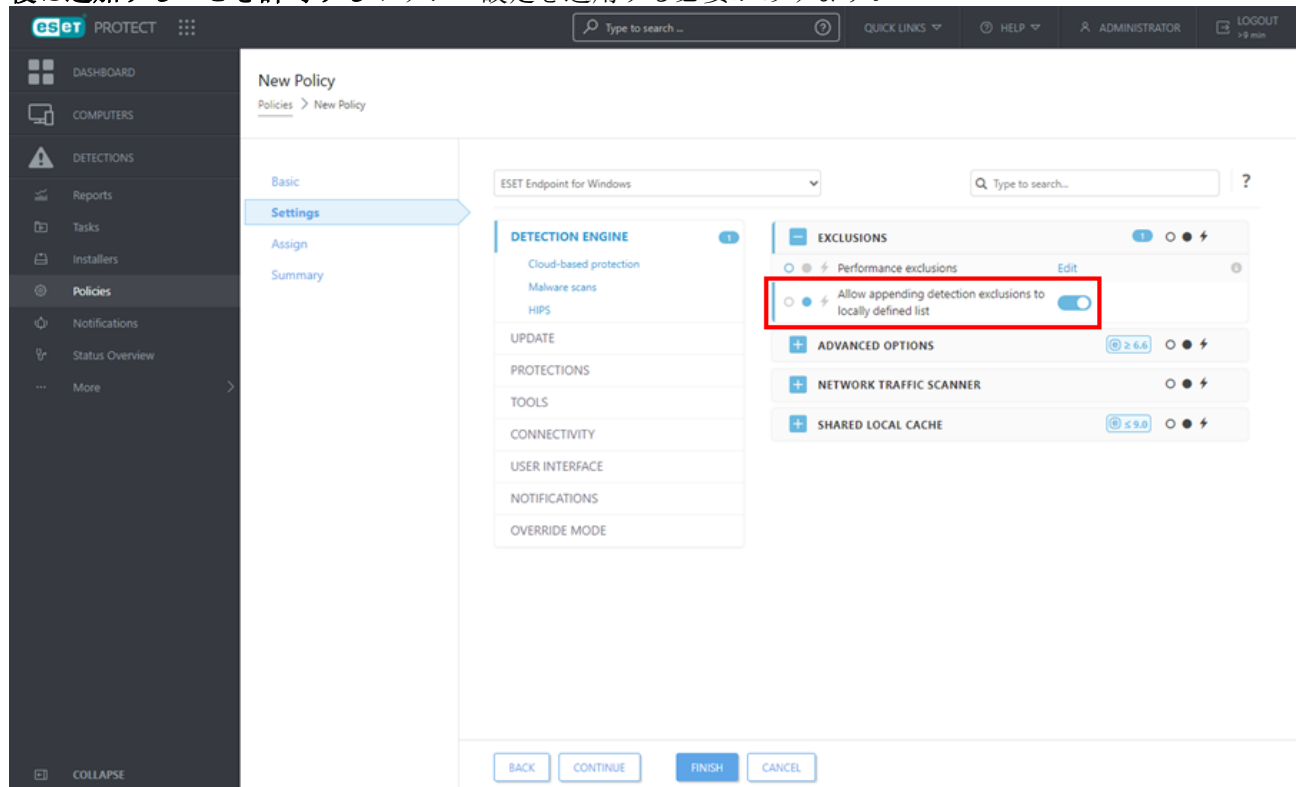 eseT PROTECT
Type to search ...
QUICK LINKS
HELP
ADMINISTRATOR
LOGOUT
>9 min
DASHBOARD
COMPUTERS
DETECTIONS
Reports
Tasks
Installers
Policies
Notifications
Status Overview
More
COLLAPSE
New Policy
Policies > New Policy
Basic
Settings
Assign
Summary
ESET Endpoint for Windows
Type to search...
?
DETECTION ENGINE 1
Cloud-based protection
Malware scans
HIPS
UPDATE
PROTECTIONS
TOOLS
CONNECTIVITY
USER INTERFACE
NOTIFICATIONS
OVERRIDE MODE
EXCLUSIONS 1
Performance exclusions Edit
Allow appending detection exclusions to
locally defined list
ADVANCED OPTIONS ≥ 6.6
NETWORK TRAFFIC SCANNER
SHARED LOCAL CACHE ≤ 9.0
BACK CONTINUE FINISH CANCEL